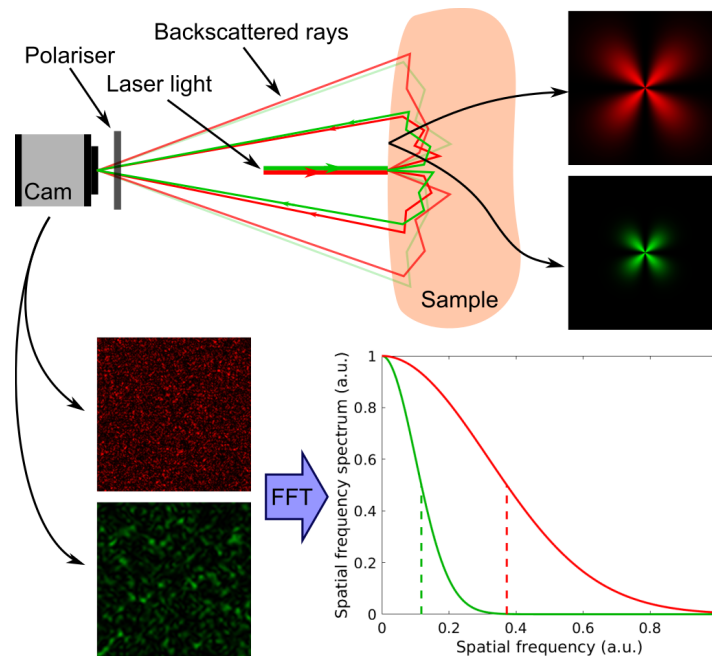 Backscattered rays
Polariser
Laser light
Cam
Sample
FFT
Spatial frequency spectrum (a.u.)
1
0.8
0.6
0.4
0.2
0
0
0.2
0.4
0.6
0.8
Spatial frequency (a.u.)